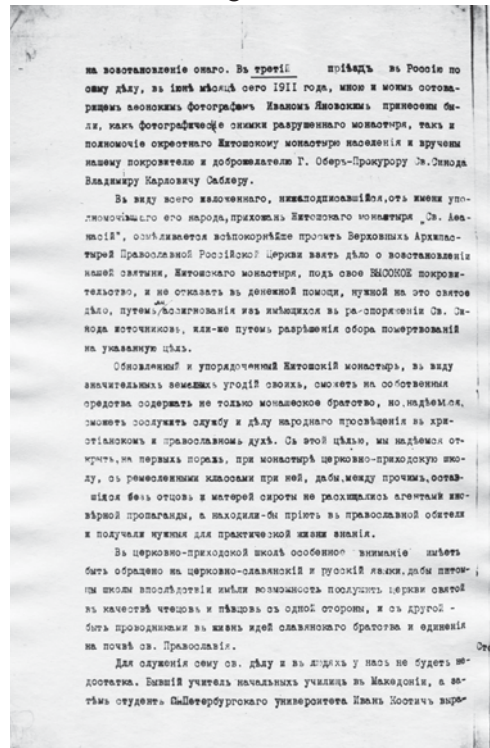 на возстановленіе онаго. Въ третій пріѣздъ въ Россію по
сему дѣлу, въ іюнѣ мѣсяцѣ сего 1911 года, мною и моимъ сотова-
рищемъ аеонскимъ фотографомъ Иваномъ Яновскимъ принесены бы-
ли, какъ фотографическіе снимки разрушеннаго монастыря, такъ и
полномочіе окрестнаго Житошскому монастырю населенія и вручены
нашему покровителю и доброжелателю Г. Оберъ-Прокурору Св.Синода
Владиміру Карловичу Саблеру.
Въ виду всего изложеннаго, нижеподписавшійся,отъ имени упо-
лномочившаго его народа,прихожанъ Житошскаго монастыря „Св. Аеа-
насій", осмѣливается всѣпокорнѣйше просить Верховныхъ Архипас-
тырей Православной Россійской Церкви взять дѣло о возстановленіи
нашей святыни, Житошскаго монастыря, подъ свое ВЫСОКОЕ покрови-
тельство, и не отказать въ денежной помощи, нужной на это святое
дѣло, путемъ ассигнованія изъ имѣющихся въ распоряженіи Св. Си-
нода источниковъ, или-же путемъ разрѣшенія сбора пожертвованій
на указанную цѣль.
Обновленный и упорядоченный Житошскій монастырь, въ виду
значительныхъ земельныхъ угодій своихъ, сможетъ на собственныя
средства содержать не только монашеское братство, но,надѣемся,
сможетъ сослужить службу и дѣлу народнаго просвѣщенія въ хри-
стіанскомъ и православномъ духѣ. Съ этой цѣлью, мы надѣемся от-
крыть,на первыхъ порахъ, при монастырѣ церковно-приходскую шко-
лу, съ ремесленными классами при ней, дабы,между прочимъ,остав-
шіяся безъ отцовъ и матерей сироты не расхищались агентами ино-
вѣрной пропаганды, а находили-бы пріютъ въ православной обители
и получали нужныя для практической жизни знанія.
Въ церковно-приходской школѣ особенное вниманіе имѣетъ
быть обращено на церковно-славянскій и русскій языки,дабы питом-
цы школы впослѣдствіи имѣли возможность послужить церкви святой
въ качествѣ чтецовъ и пѣвцовъ съ одной стороны, и съ другой -
быть проводниками въ жизнь идей славянскаго братства и единенія
на почвѣ св. Православія.
Для служенія сему св. дѣлу и въ людяхъ у насъ не будетъ не-
достатка. Бывшій учитель начальныхъ училищъ въ Македоніи, а за-
тѣмъ студентъ С.Петербургскаго университета Иванъ Костичъ выра-